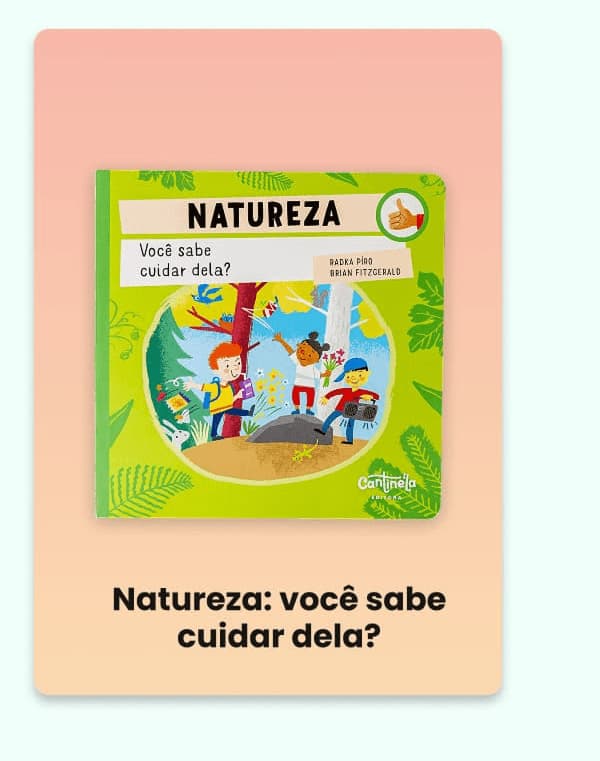 NATUREZA
Você sabe
cuidar dela?
RADKA PÍRO
BRIAN FITZGERALD
Cantinela
EDITORA
Natureza: você sabe
cuidar dela?